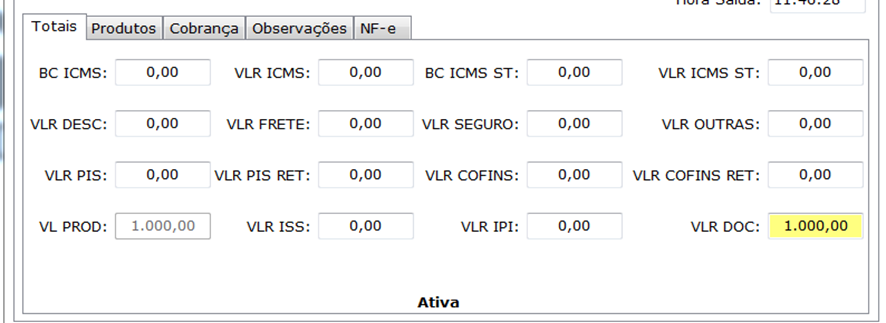 Hora Saída: 11:46:28
Totais Produtos Cobrança Observações NF-e
BC ICMS: 0,00 VLR ICMS: 0,00 BC ICMS ST: 0,00 VLR ICMS ST: 0,00
VLR DESC: 0,00 VLR FRETE: 0,00 VLR SEGURO: 0,00 VLR OUTRAS: 0,00
VLR PIS: 0,00 VLR PIS RET: 0,00 VLR COFINS: 0,00 VLR COFINS RET: 0,00
VL PROD: 1.000,00 VLR ISS: 0,00 VLR IPI: 0,00 VLR DOC: 1.000,00
Ativa